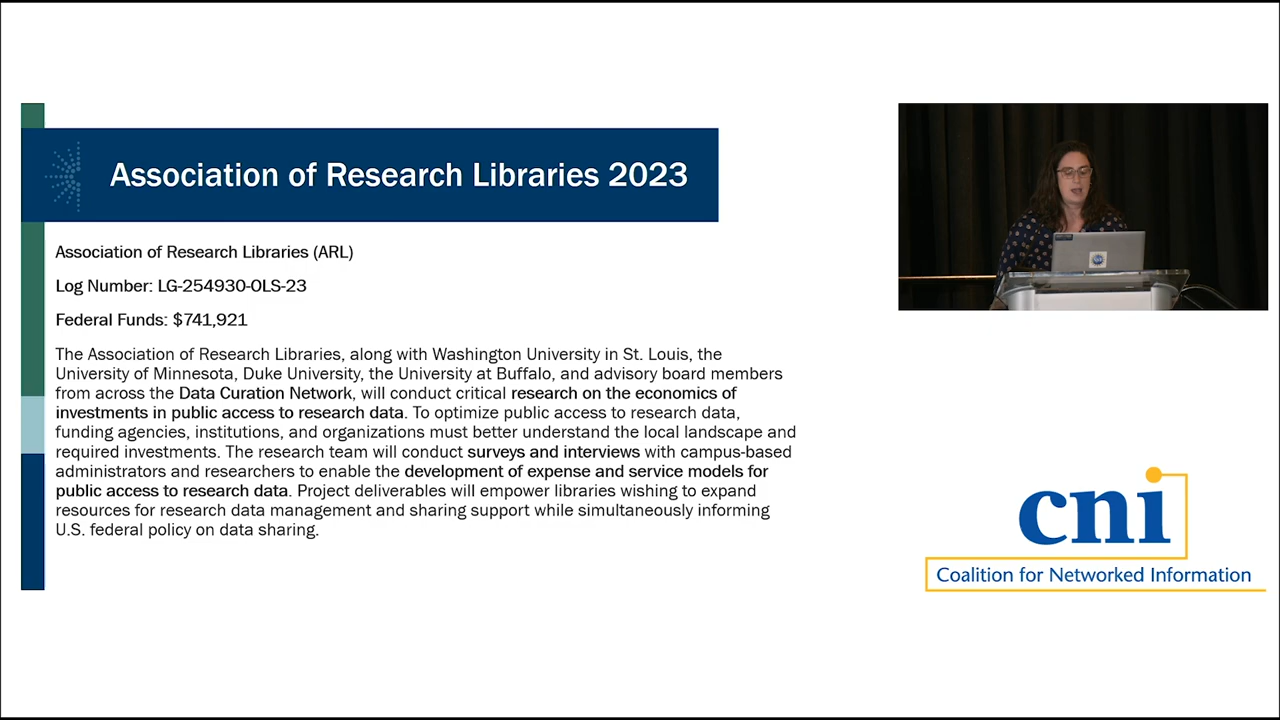 Association of Research Libraries 2023
Association of Research Libraries (ARL)
Log Number: LG-254930-OLS-23
Federal Funds: $741,921
The Association of Research Libraries, along with Washington University in St. Louis, the
University of Minnesota, Duke University, the University at Buffalo, and advisory board members
from across the Data Curation Network, will conduct critical research on the economics of
investments in public access to research data. To optimize public access to research data,
funding agencies, institutions, and organizations must better understand the local landscape and
required investments. The research team will conduct surveys and interviews with campus-based
administrators and researchers to enable the development of expense and service models for
public access to research data. Project deliverables will empower libraries wishing to expand
resources for research data management and sharing support while simultaneously informing
U.S. federal policy on data sharing.
cni
Coalition for Networked Information